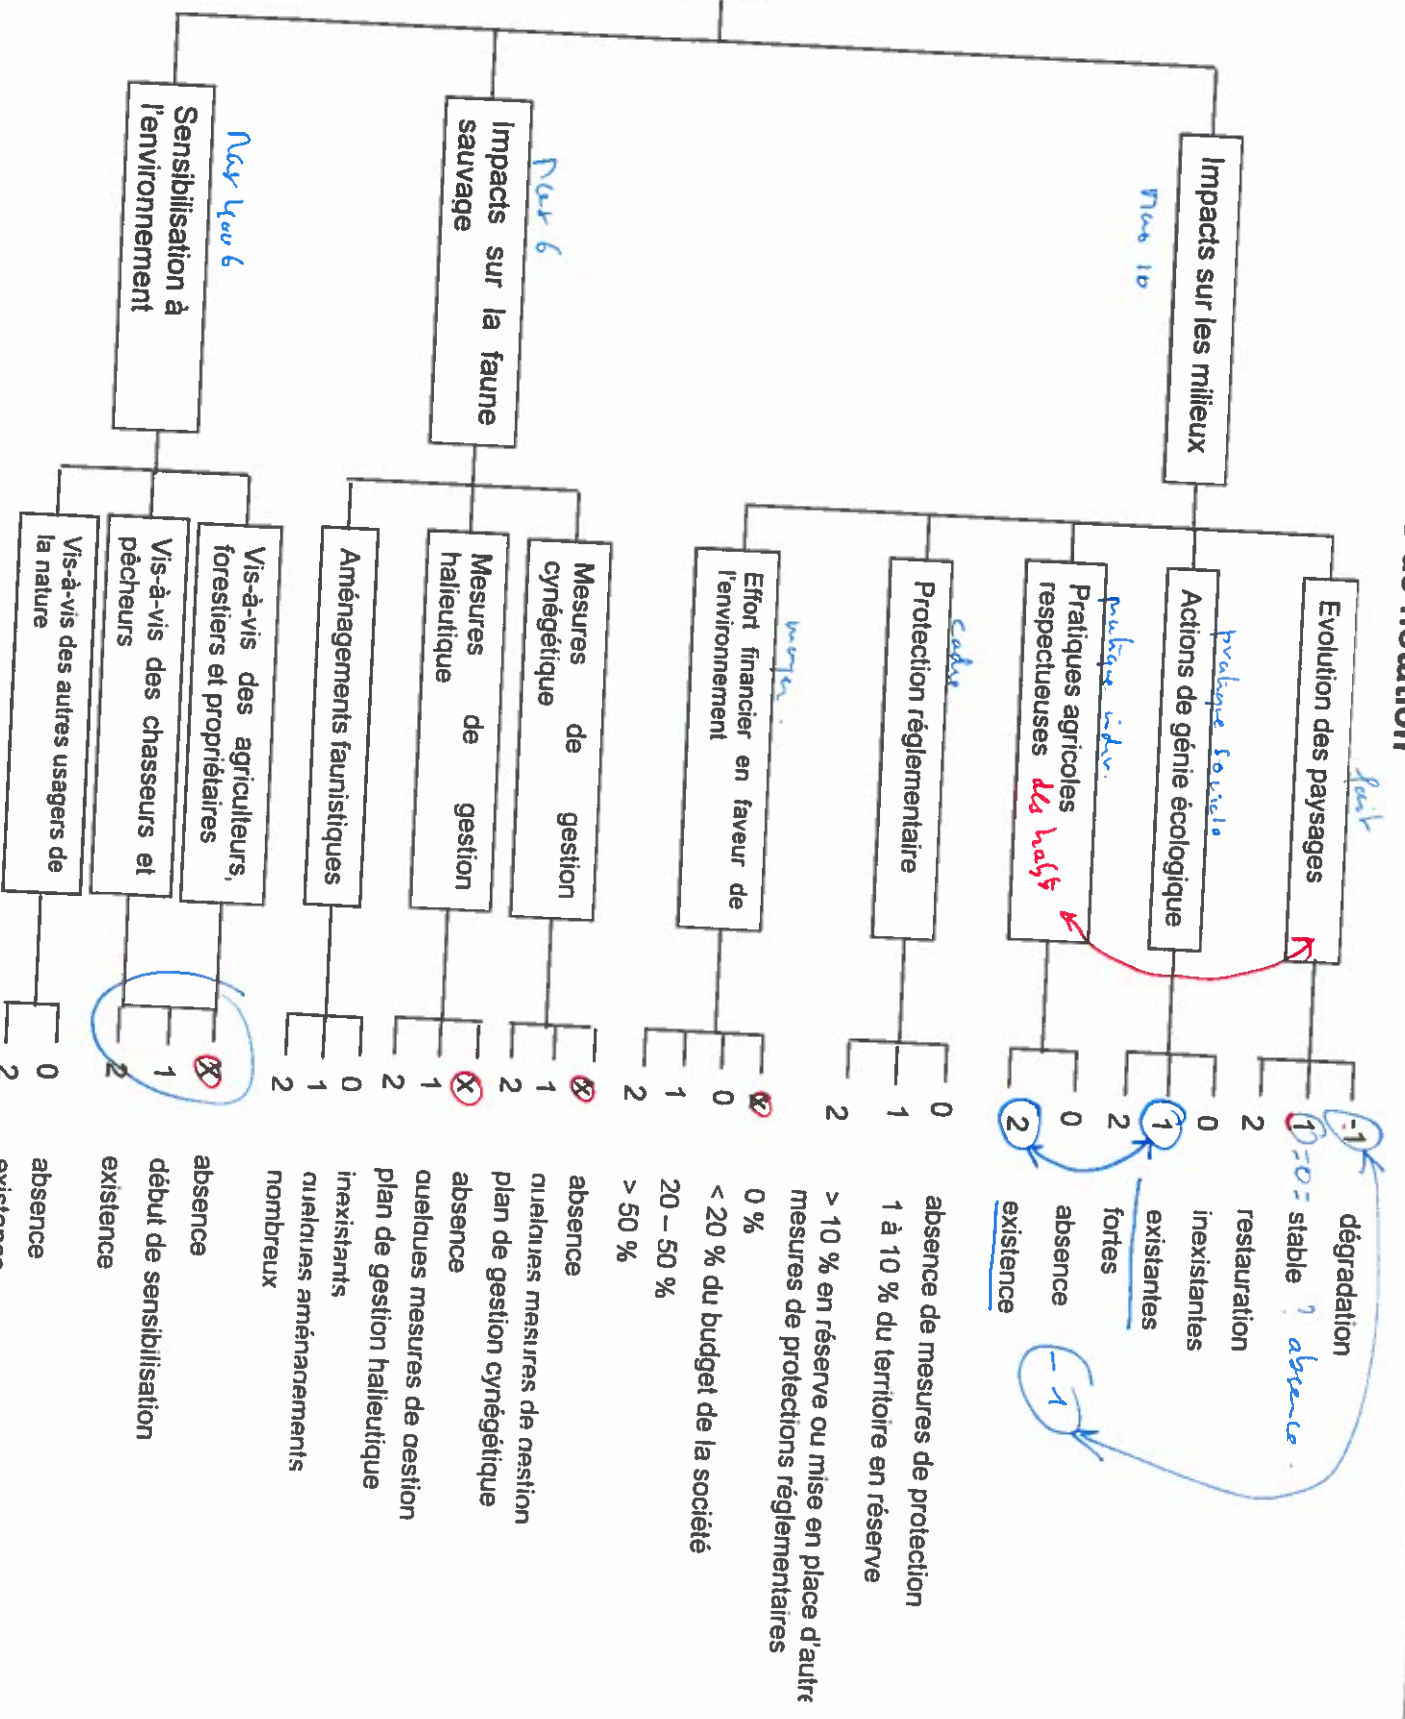 Impacts sur les milieux
Max 10
Evolution des paysages
fait
-1 dégradation
1 =0= stable ? absence.
2 restauration
Actions de génie écologique
pratique sociale
0 inexistantes
1 existantes
2 fortes
Pratiques agricoles
respectueuses des habts
pratique indiv.
0 absence
2 existence
-1
Protection réglementaire
cadre
0 absence de mesures de protection
1 1 à 10 % du territoire en réserve
2 > 10 % en réserve ou mise en place d'autre
mesures de protections réglementaires
Effort financier en faveur de
l'environnement
moyen.
0 %
0 < 20 % du budget de la société
1 20 – 50 %
2 > 50 %
Impacts sur la faune
sauvage
Max 6
Mesures de gestion
cynégétique
absence
1 quelques mesures de gestion
2 plan de gestion cynégétique
Mesures de gestion
halieutique
absence
1 quelques mesures de gestion
2 plan de gestion halieutique
Aménagements faunistiques
0 inexistants
1 quelques aménagements
2 nombreux
Sensibilisation à
l'environnement
Max 4 ou 6
Vis-à-vis des agriculteurs,
forestiers et propriétaires
Vis-à-vis des chasseurs et
pêcheurs
absence
1 début de sensibilisation
2 existence
Vis-à-vis des autres usagers de
la nature
0 absence
2 existence